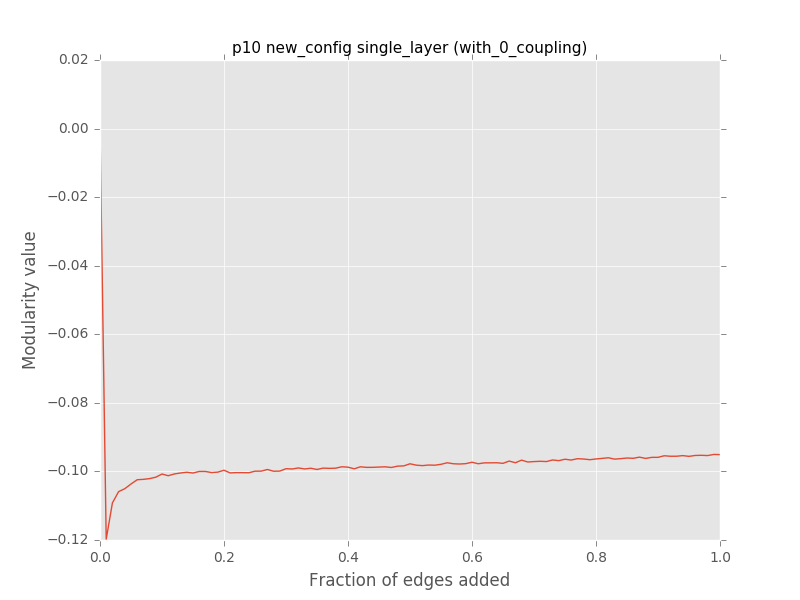 p10 new_config single_layer (with_0_coupling)
0.02
0.00
−0.02
−0.04
−0.06
−0.08
−0.10
−0.12
Modularity value
0.0 0.2 0.4 0.6 0.8 1.0
Fraction of edges added